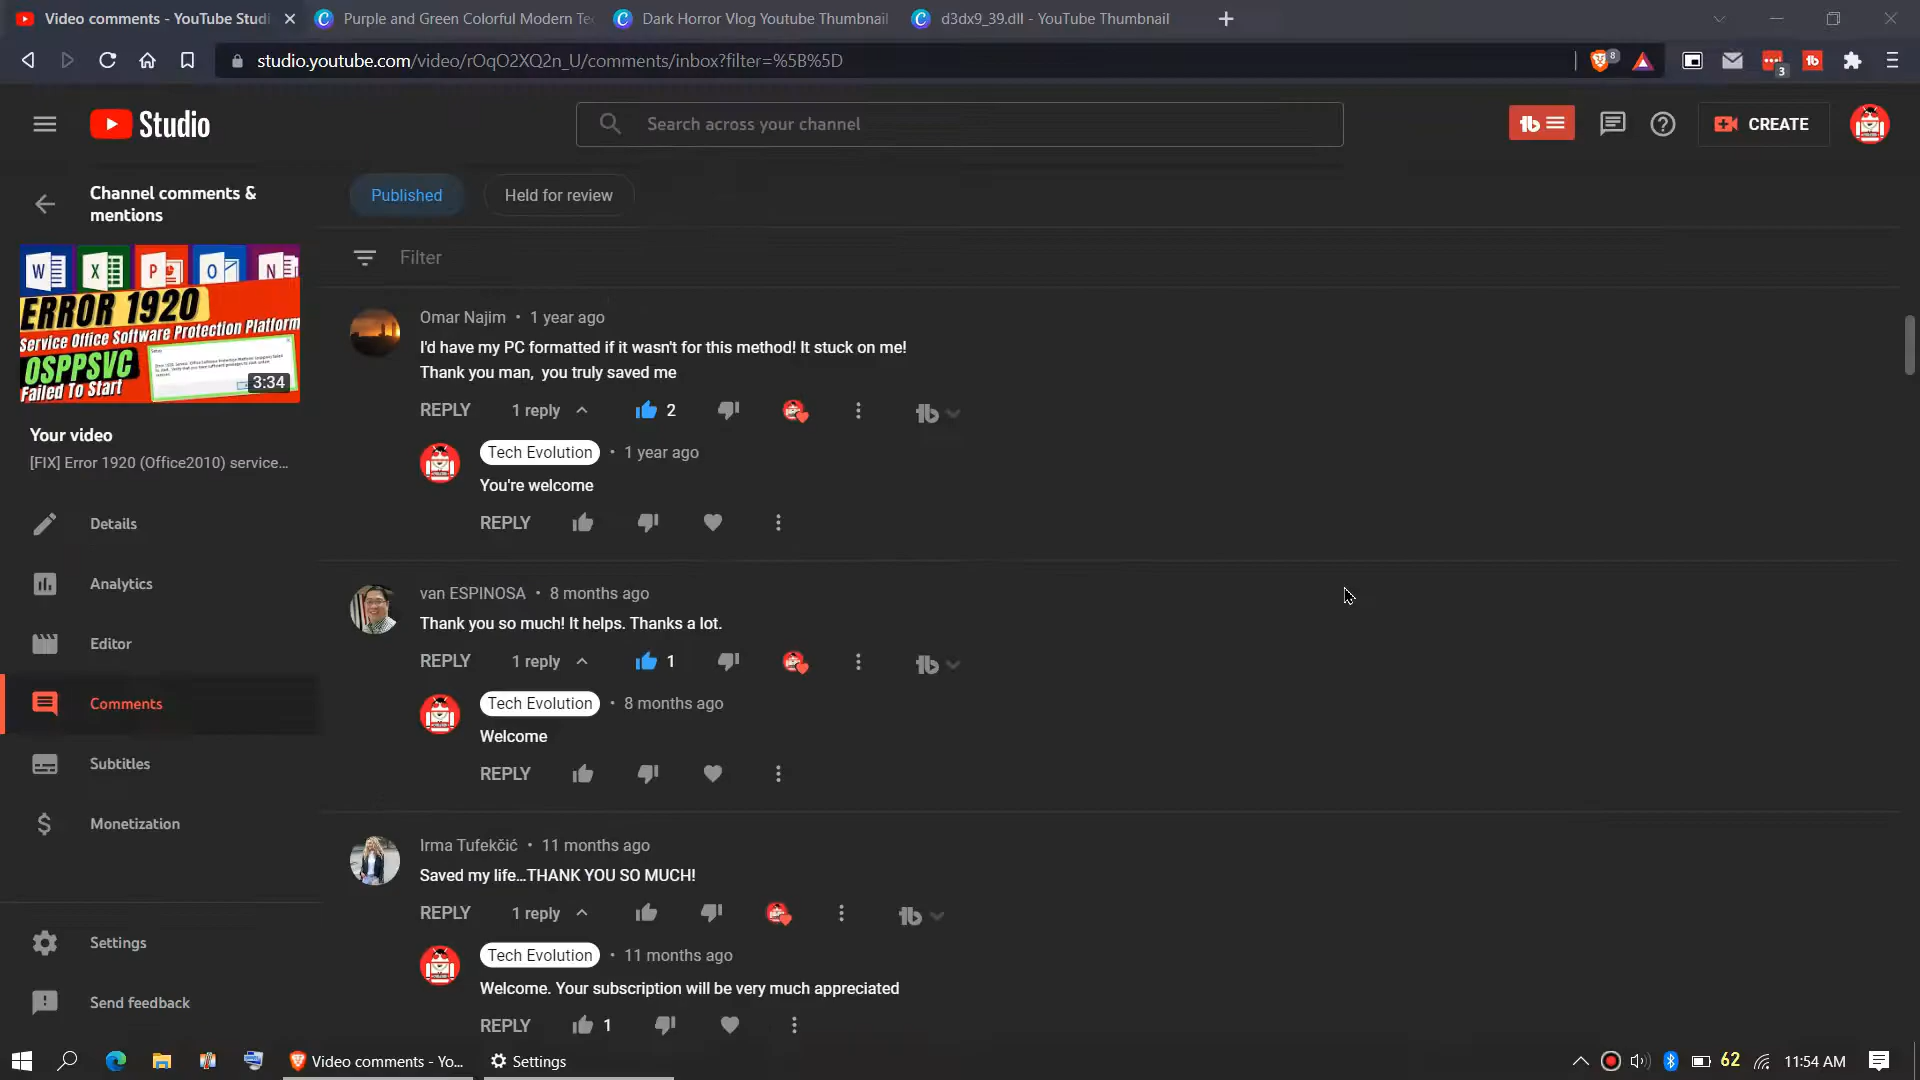 Video comments - YouTube Studi
Purple and Green Colorful Modern Te
Dark Horror Vlog Youtube Thumbnail
d3dx9_39.dll - YouTube Thumbnail
studio.youtube.com/video/rOqO2XQ2n_U/comments/inbox?filter=%5B%5D
8
3
tb
Studio
Search across your channel
tb
CREATE
Channel comments &
mentions
Published
Held for review
Filter
W
X
P
O
N
ERROR 1920
Service Office Software Protection Platform
OSPPSVC
Failed To Start
3:34
Your video
[FIX] Error 1920 (Office2010) service...
Details
Analytics
Editor
Comments
Subtitles
Monetization
Settings
Send feedback
Omar Najim • 1 year ago
I'd have my PC formatted if it wasn't for this method! It stuck on me!
Thank you man, you truly saved me
REPLY 1 reply 2 tb
Tech Evolution • 1 year ago
You're welcome
REPLY
van ESPINOSA • 8 months ago
Thank you so much! It helps. Thanks a lot.
REPLY 1 reply 1 tb
Tech Evolution • 8 months ago
Welcome
REPLY
Irma Tufekčić • 11 months ago
Saved my life...THANK YOU SO MUCH!
REPLY 1 reply tb
Tech Evolution • 11 months ago
Welcome. Your subscription will be very much appreciated
REPLY 1
Video comments - Yo...
Settings
62
11:54 AM